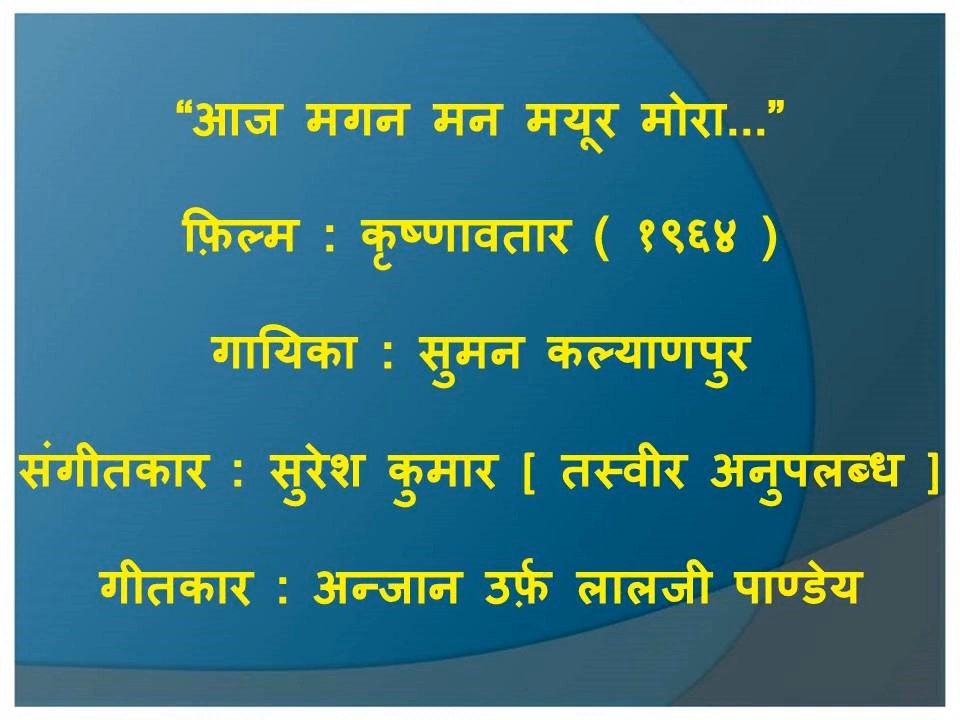 “आज मगन मन मयूर मोरा...”
फ़िल्म : कृष्णावतार ( १९६४ )
गायिका : सुमन कल्याणपुर
संगीतकार : सुरेश कुमार [ तस्वीर अनुपलब्ध ]
गीतकार : अन्जान उर्फ़ लालजी पाण्डेय